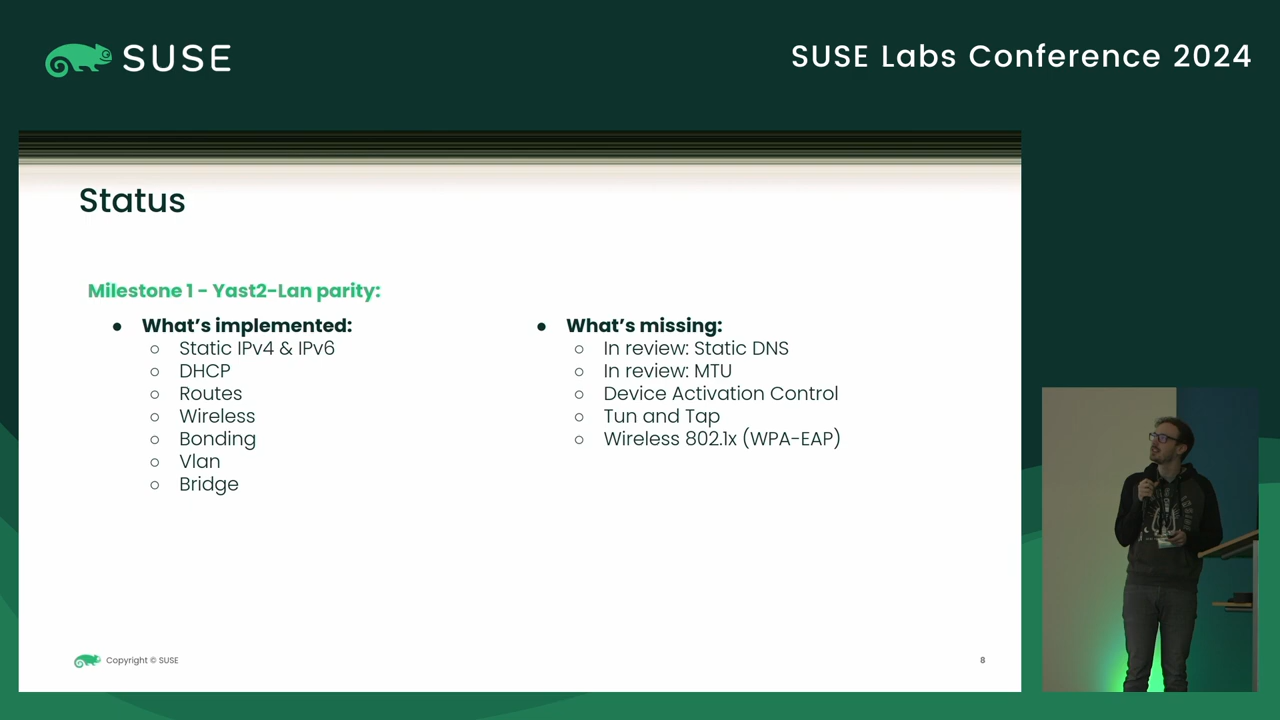 SUSE
SUSE Labs Conference 2024
Status
Milestone 1 - Yast2-Lan parity:
● What’s implemented:
○ Static IPv4 & IPv6
○ DHCP
○ Routes
○ Wireless
○ Bonding
○ Vlan
○ Bridge
● What’s missing:
○ In review: Static DNS
○ In review: MTU
○ Device Activation Control
○ Tun and Tap
○ Wireless 802.1x (WPA-EAP)
Copyright © SUSE
8